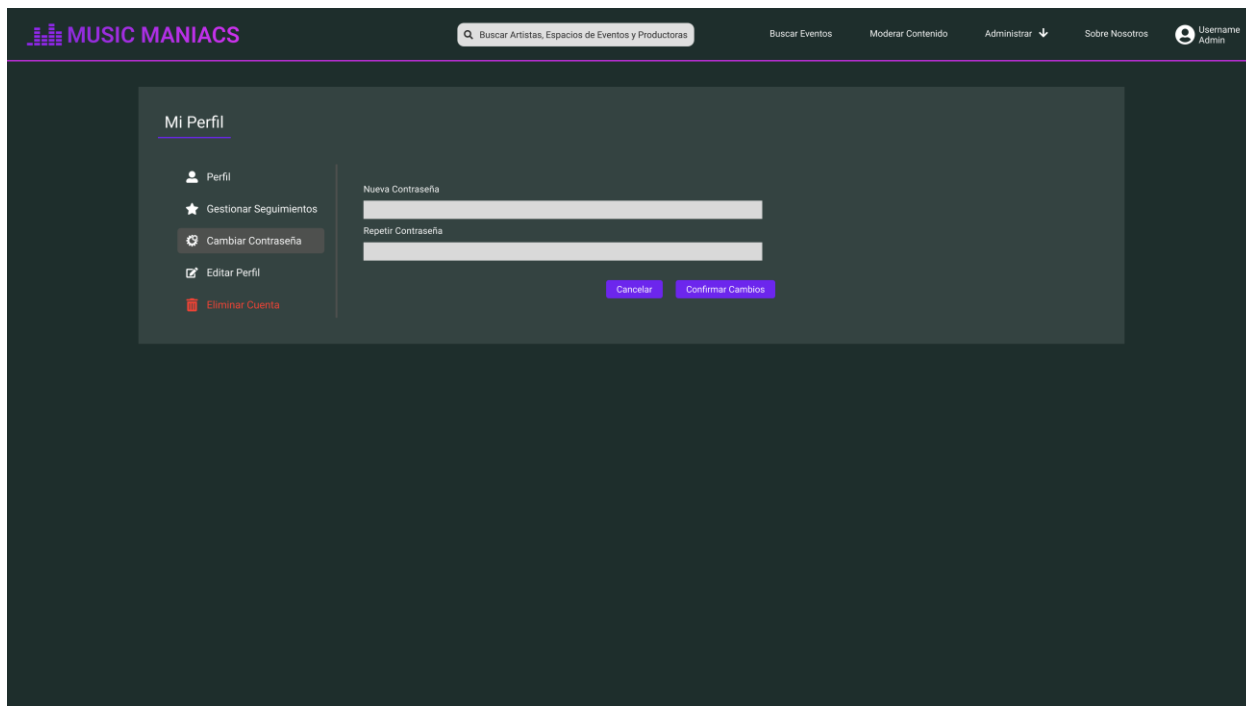 MUSIC MANIACS
Buscar Artistas, Espacios de Eventos y Productoras
Buscar Eventos
Moderar Contenido
Administrar
Sobre Nosotros
Username
Admin
Mi Perfil
Perfil
Gestionar Seguimientos
Cambiar Contraseña
Editar Perfil
Eliminar Cuenta
Nueva Contraseña
Repetir Contraseña
Cancelar
Confirmar Cambios